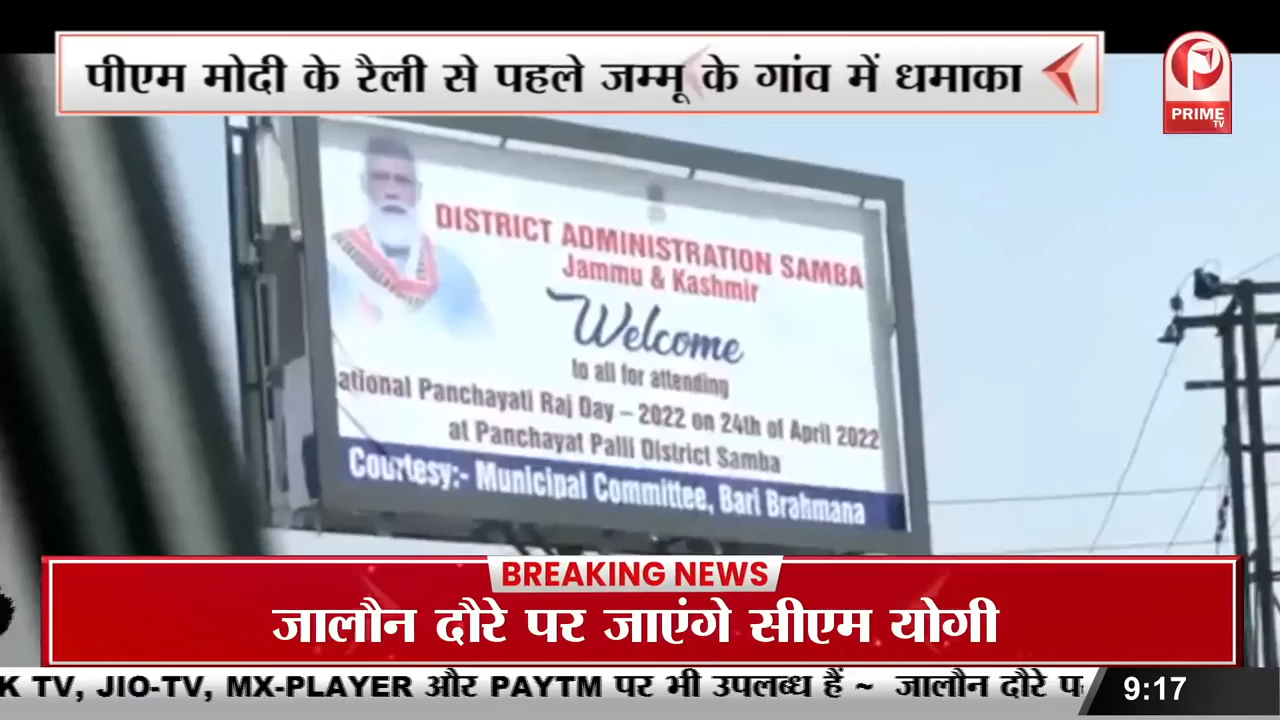 पीएम मोदी के रैली से पहले जम्मू के गांव में धमाका
PRIME
TV
DISTRICT ADMINISTRATION SAMBA
Jammu & Kashmir
Welcome
to all for attending
ational Panchayati Raj Day – 2022 on 24th of April 2022
at Panchayat Palli District Samba
Courtesy:- Municipal Committee, Bari Brahmana
BREAKING NEWS
जालौन दौरे पर जाएंगे सीएम योगी
K TV, JIO-TV, MX-PLAYER और PAYTM पर भी उपलब्ध हैं ~ जालौन दौरे प
9:17